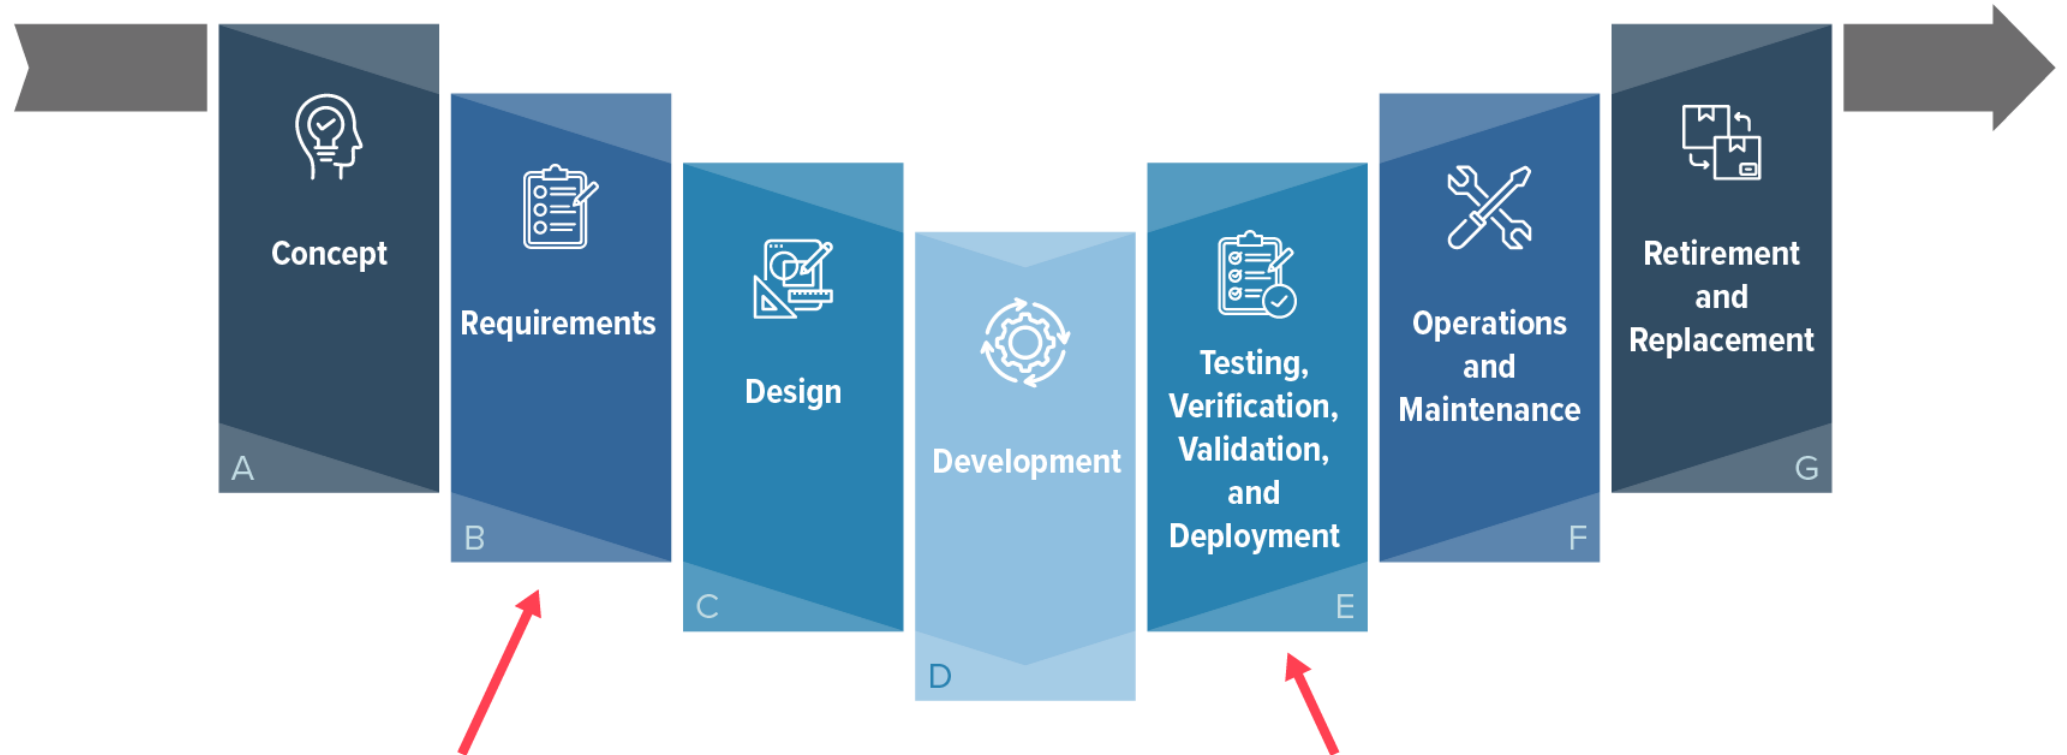 Concept
A
Requirements
B
Design
C
Development
D
Testing,
Verification,
Validation,
and
Deployment
E
Operations
and
Maintenance
F
Retirement
and
Replacement
G